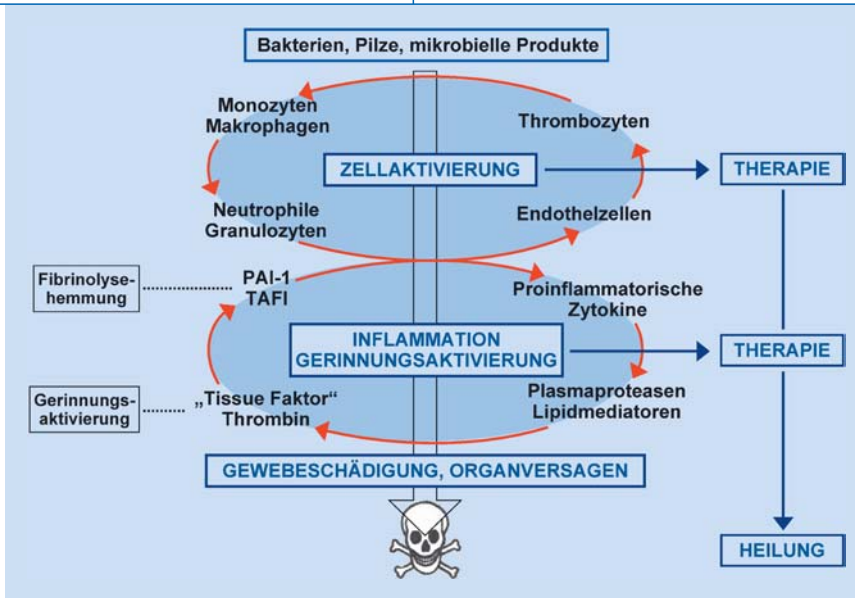 Bakterien, Pilze, mikrobielle Produkte
Monozyten
Makrophagen
Thrombozyten
ZELLAKTIVIERUNG
THERAPIE
Neutrophile
Granulozyten
Endothelzellen
Fibrinolyse-
hemmung
PAI-1
TAFI
Proinflammatorische
Zytokine
INFLAMMATION
GERINNUNGSAKTIVIERUNG
THERAPIE
Gerinnungs-
aktivierung
„Tissue Faktor“
Thrombin
Plasmaproteasen
Lipidmediatoren
GEWEBESCHÄDIGUNG, ORGANVERSAGEN
HEILUNG